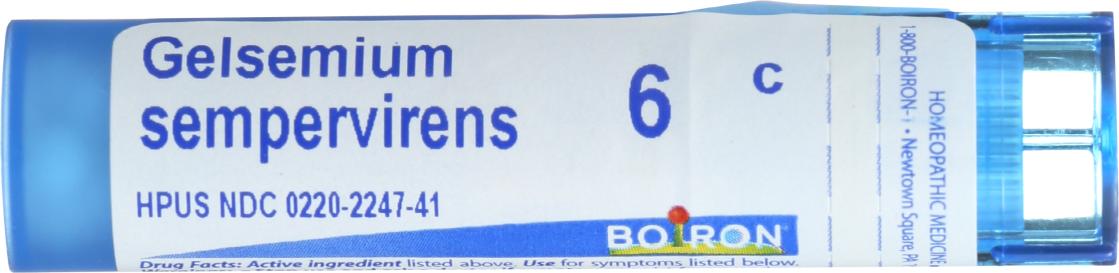 Gelsemium
sempervirens
6 C
HPUS NDC 0220-2247-41
BOIRON
Drug Facts: Active ingredient listed above. Use for symptoms listed below.
HOMEOPATHIC MEDICINE
1-800-BOIRON-1 • Newtown Square, PA